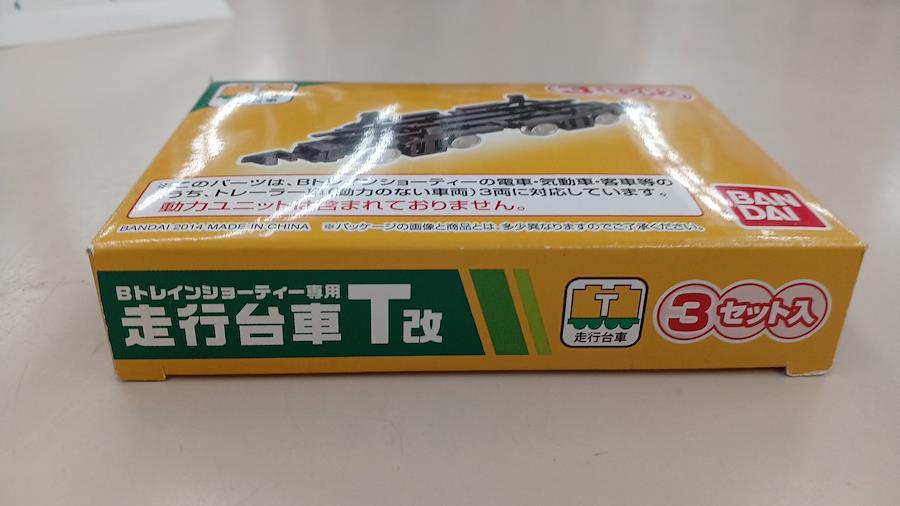 ※このパーツは、Bトレインショーティーの電車・気動車・客車等の
うち、トレーラー車(動力のない車両)3両に対応しています。
動力ユニットは含まれておりません。
BAN
DAI
BANDAI 2014 MADE IN CHINA ※パッケージの画像と商品とは、多少異なりますのでご了承ください。
Bトレインショーティー専用
走行台車T改
T
走行台車
3セット入